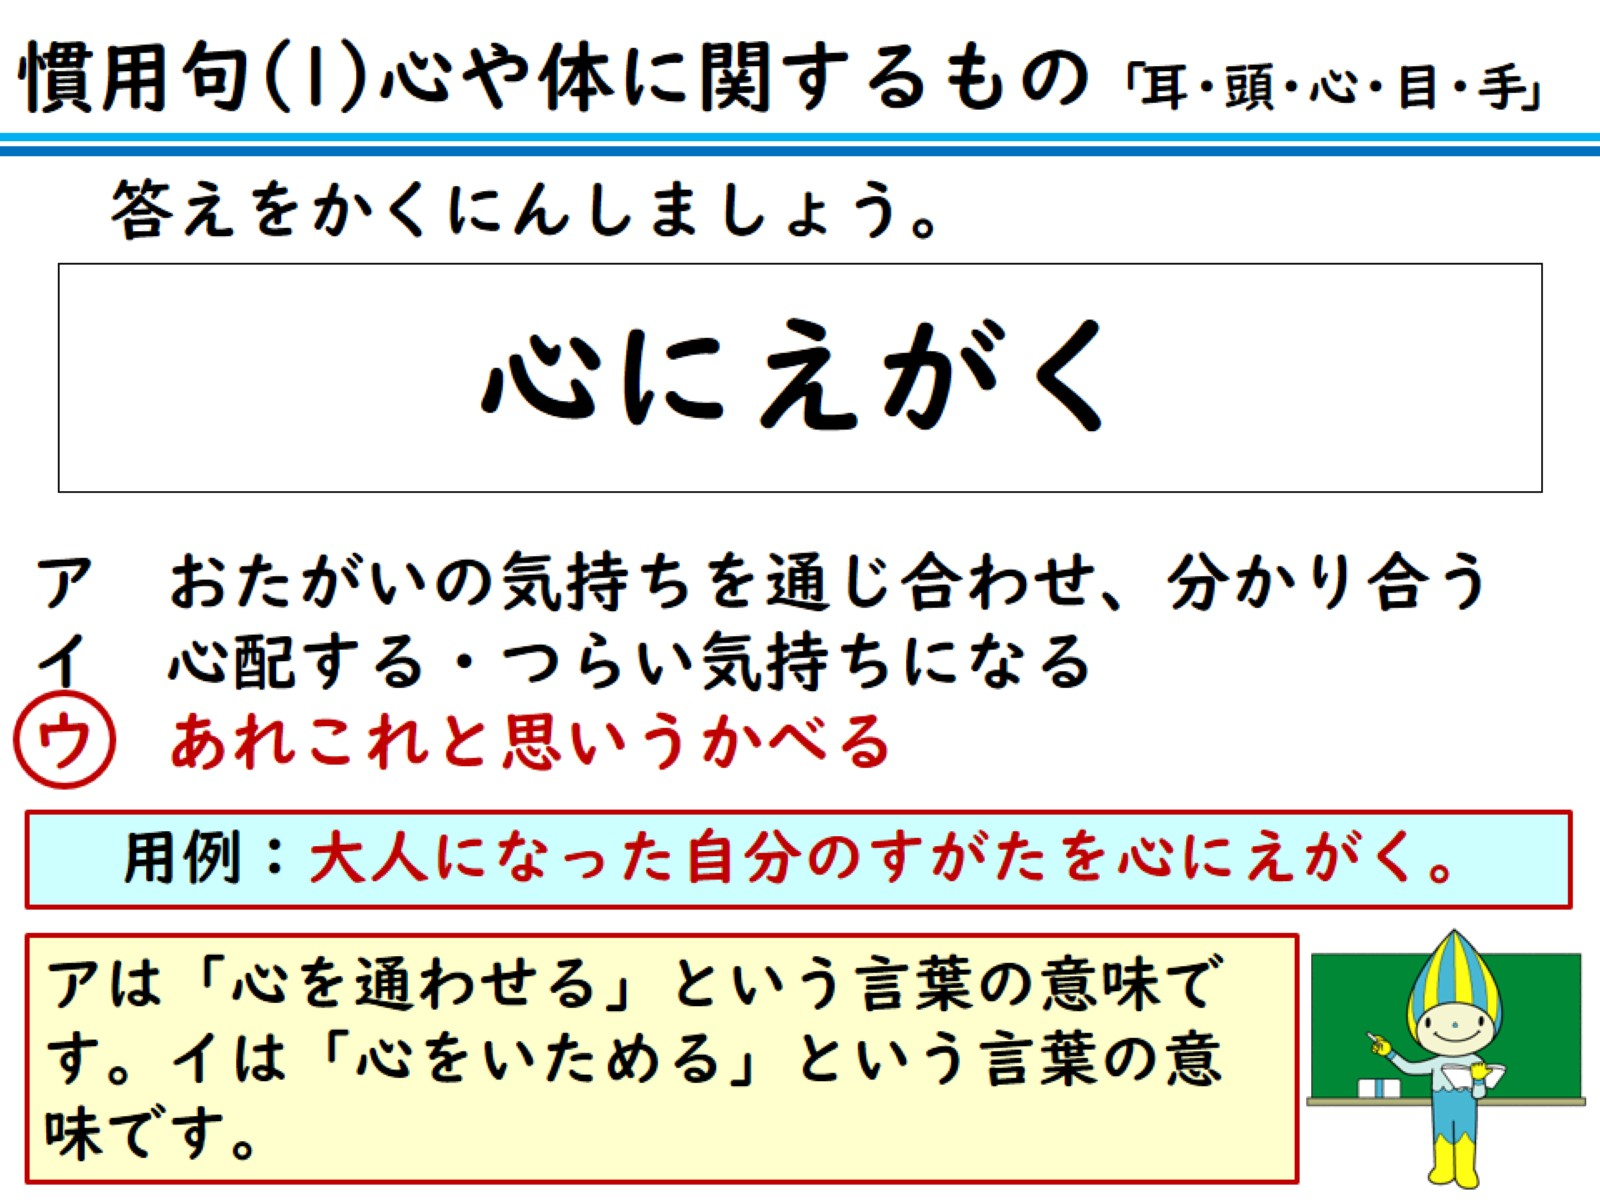 慣用句(1)心や体に関するもの「耳・頭・心・目・手」
答えをかくにんしましょう。
心にえがく
ア　おたがいの気持ちを通じ合わせ、分かり合う
イ　心配する・つらい気持ちになる
ウ　あれこれと思いうかべる
用例：大人になった自分のすがたを心にえがく。
アは「心を通わせる」という言葉の意味で
す。イは「心をいためる」という言葉の意
味です。